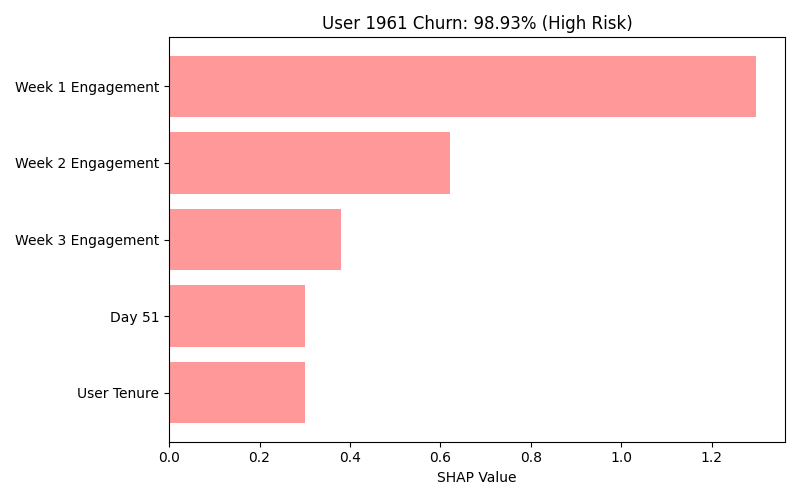 User 1961 Churn: 98.93% (High Risk)
Week 1 Engagement
Week 2 Engagement
Week 3 Engagement
Day 51
User Tenure
0.0 0.2 0.4 0.6 0.8 1.0 1.2
SHAP Value